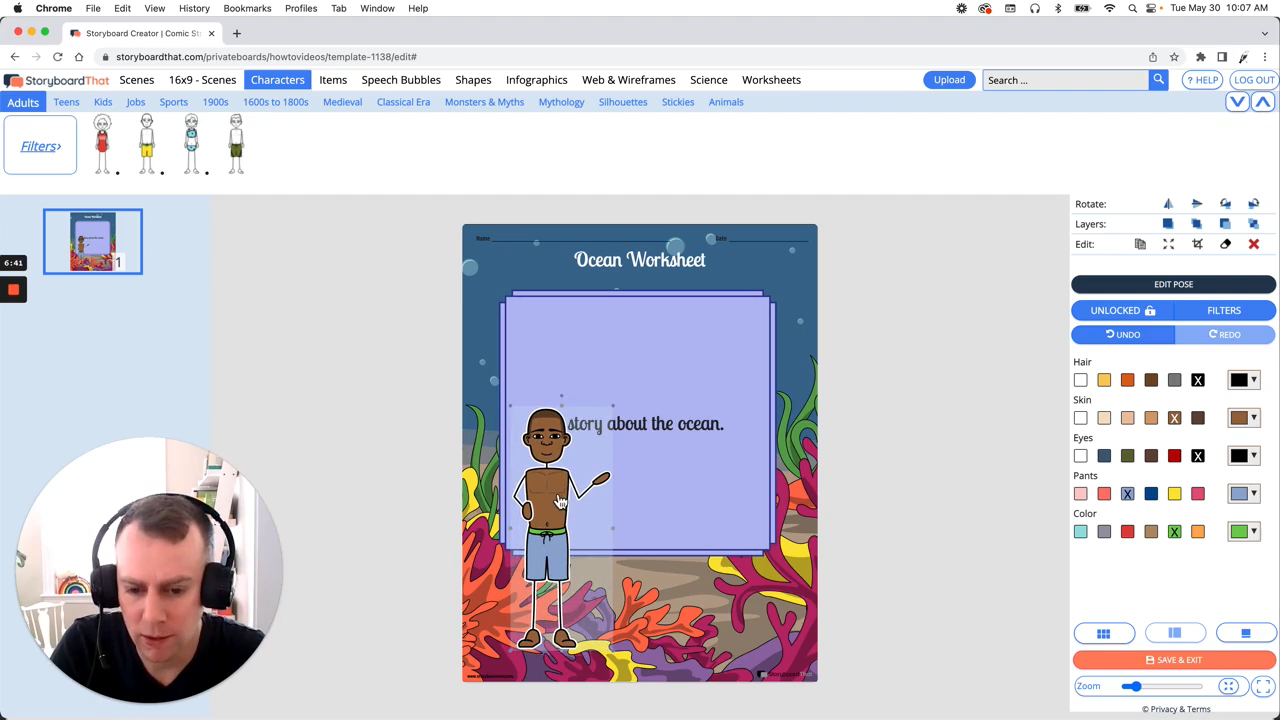 Chrome File Edit View History Bookmarks Profiles Tab Window Help Tue May 30 10:07 AM
Storyboard Creator | Comic St
storyboardthat.com/privateboards/howtovideos/template-1138/edit#
StoryboardThat Scenes 16x9 - Scenes Characters Items Speech Bubbles Shapes Infographics Web & Wireframes Science Worksheets Upload Search ... HELP LOG OUT
Adults Teens Kids Jobs Sports 1900s 1600s to 1800s Medieval Classical Era Monsters & Myths Mythology Silhouettes Stickies Animals
Filters›
Rotate:
Layers:
Edit:
1
6:41
Name Date
Ocean Worksheet
story about the ocean.
EDIT POSE
UNLOCKED FILTERS
UNDO REDO
Hair
X
Skin
X
Eyes
X
Pants
X
Color
X
SAVE & EXIT
Zoom
© Privacy & Terms
StoryboardThat